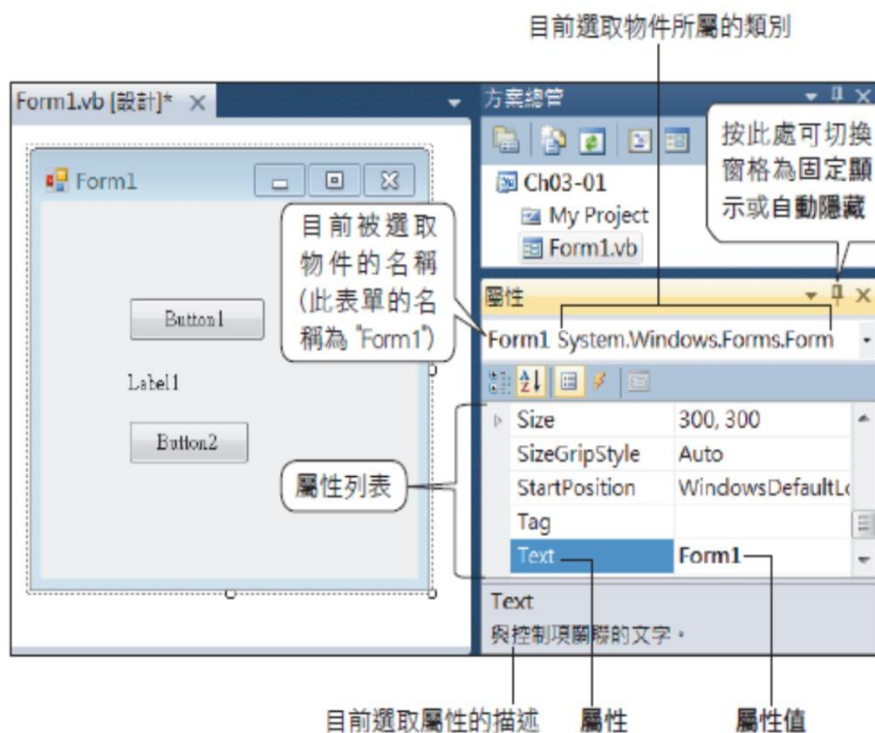 目前選取物件所屬的類別
Form1.vb [設計]*
Form1
Button1
Label1
Button2
目前被選取
物件的名稱
(此表單的名
稱為 "Form1")
屬性列表
方案總管
按此處可切換
窗格為固定顯
示或自動隱藏
Ch03-01
My Project
Form1.vb
屬性
Form1 System.Windows.Forms.Form
Size 300, 300
SizeGripStyle Auto
StartPosition WindowsDefaultLo
Tag
Text Form1
Text
與控制項關聯的文字。
目前選取屬性的描述 屬性 屬性值